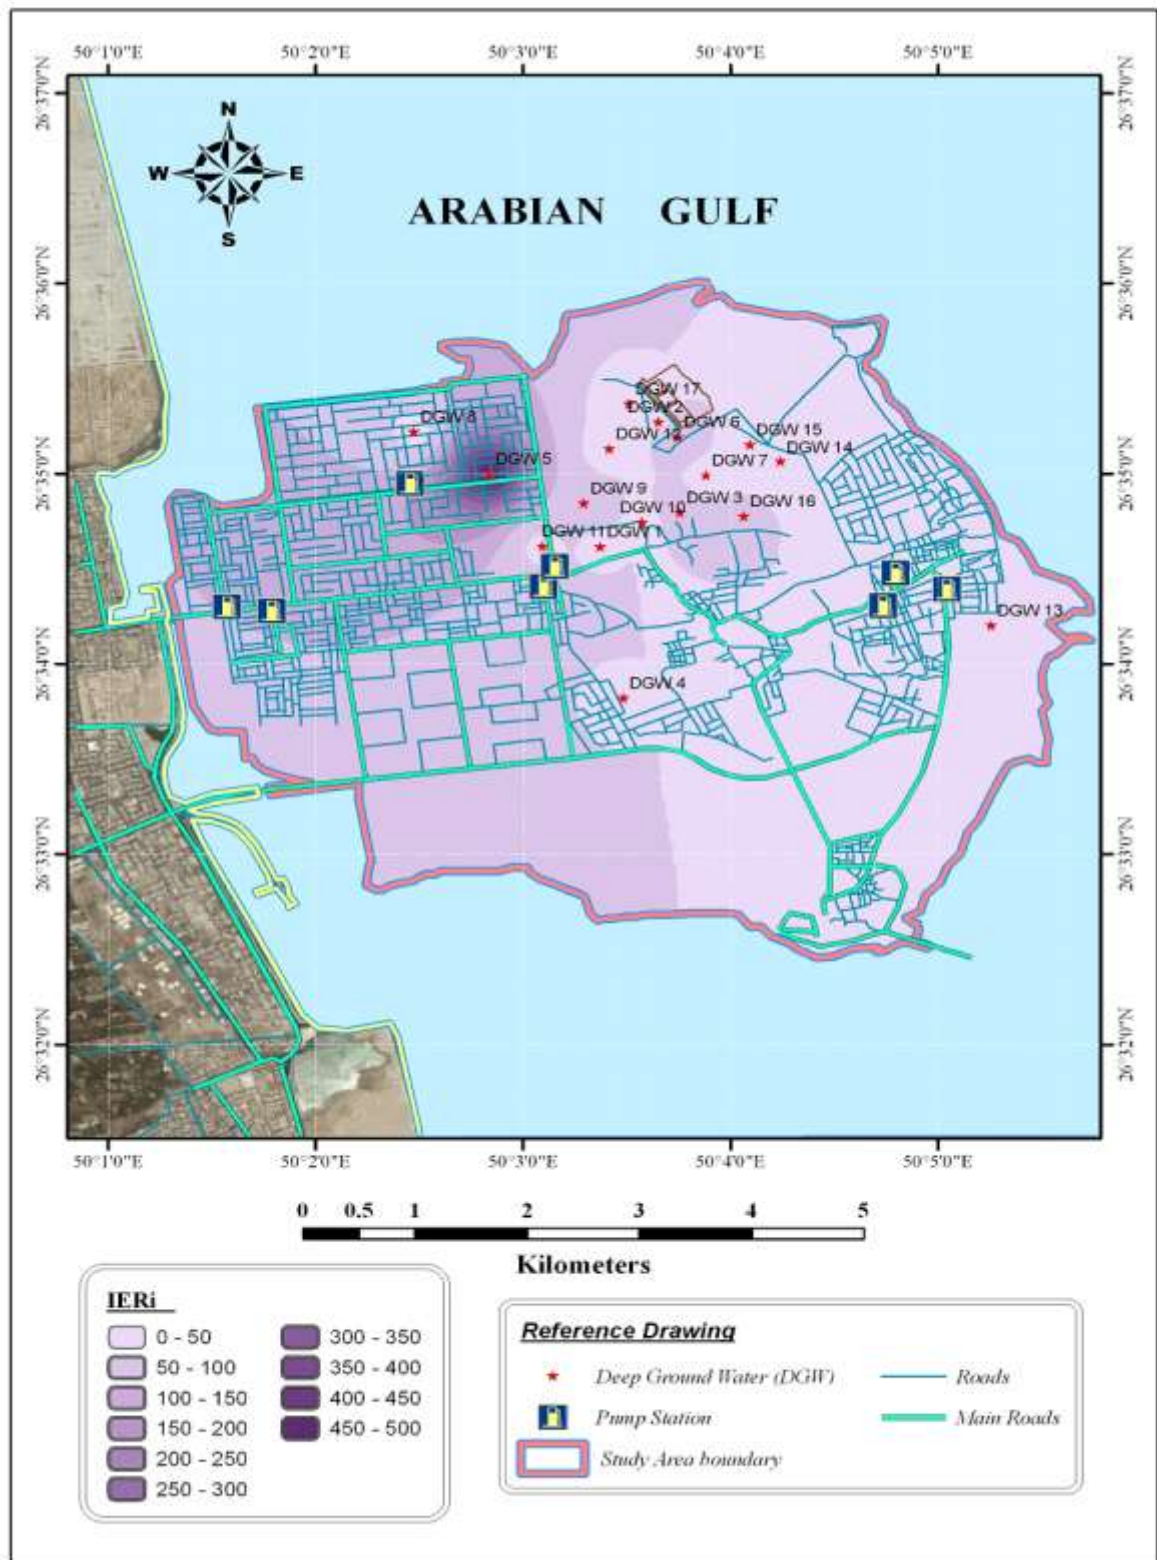 50°1'0"E 50°2'0"E 50°3'0"E 50°4'0"E 50°5'0"E
26°37'0"N 26°37'0"N
N
W E
S
ARABIAN GULF
26°36'0"N 26°36'0"N
DGW 17
DGW 2
DGW 8
DGW 6
DGW 15
DGW 12
DGW 14
DGW 5
DGW 7
26°35'0"N 26°35'0"N
DGW 9
DGW 3
DGW 16
DGW 10
DGW 11
DGW 1
DGW 13
26°34'0"N 26°34'0"N
DGW 4
26°33'0"N 26°33'0"N
26°32'0"N 26°32'0"N
50°1'0"E 50°2'0"E 50°3'0"E 50°4'0"E 50°5'0"E
0 0.5 1 2 3 4 5
Kilometers
IERi
0 - 50
50 - 100
100 - 150
150 - 200
200 - 250
250 - 300
300 - 350
350 - 400
400 - 450
450 - 500
Reference Drawing
Deep Ground Water (DGW)
Pump Station
Study Area boundary
Roads
Main Roads